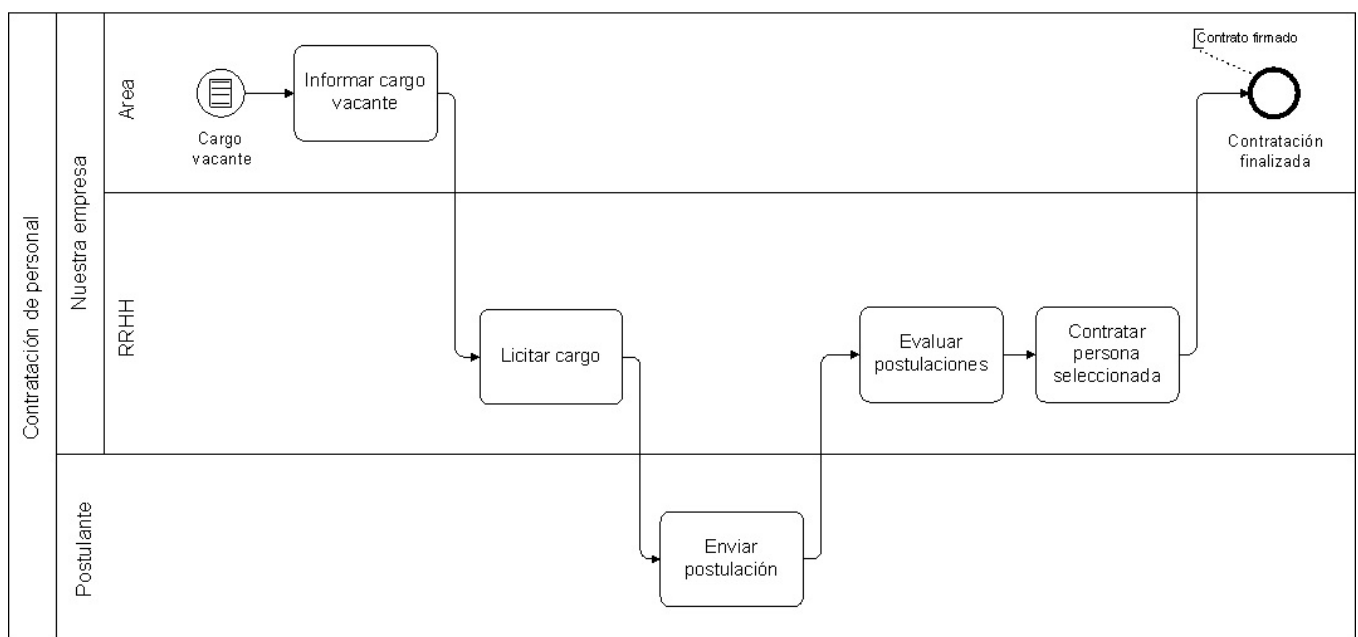 Contratación de personal
Nuestra empresa
Area
Cargo
vacante
Informar cargo
vacante
Contrato firmado
Contratación
finalizada
RRHH
Licitar cargo
Evaluar
postulaciones
Contratar
persona
seleccionada
Postulante
Enviar
postulación